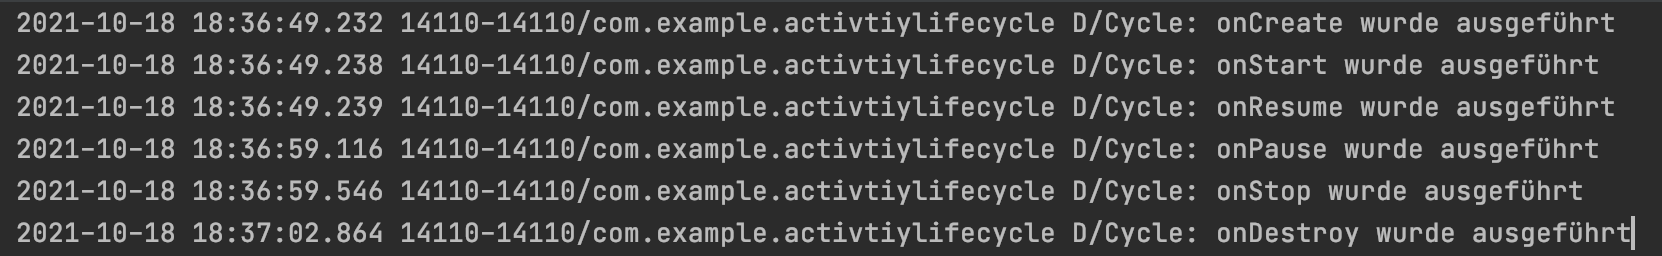 2021-10-18 18:36:49.232 14110-14110/com.example.activtiylifecycle D/Cycle: onCreate wurde ausgeführt
2021-10-18 18:36:49.238 14110-14110/com.example.activtiylifecycle D/Cycle: onStart wurde ausgeführt
2021-10-18 18:36:49.239 14110-14110/com.example.activtiylifecycle D/Cycle: onResume wurde ausgeführt
2021-10-18 18:36:59.116 14110-14110/com.example.activtiylifecycle D/Cycle: onPause wurde ausgeführt
2021-10-18 18:36:59.546 14110-14110/com.example.activtiylifecycle D/Cycle: onStop wurde ausgeführt
2021-10-18 18:37:02.864 14110-14110/com.example.activtiylifecycle D/Cycle: onDestroy wurde ausgeführt